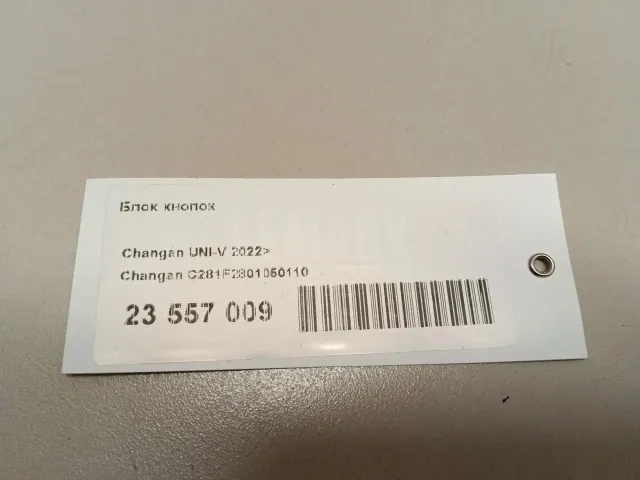 Блок кнопок
Changan UNI-V 2022>
Changan C281F2801050110
23 557 009